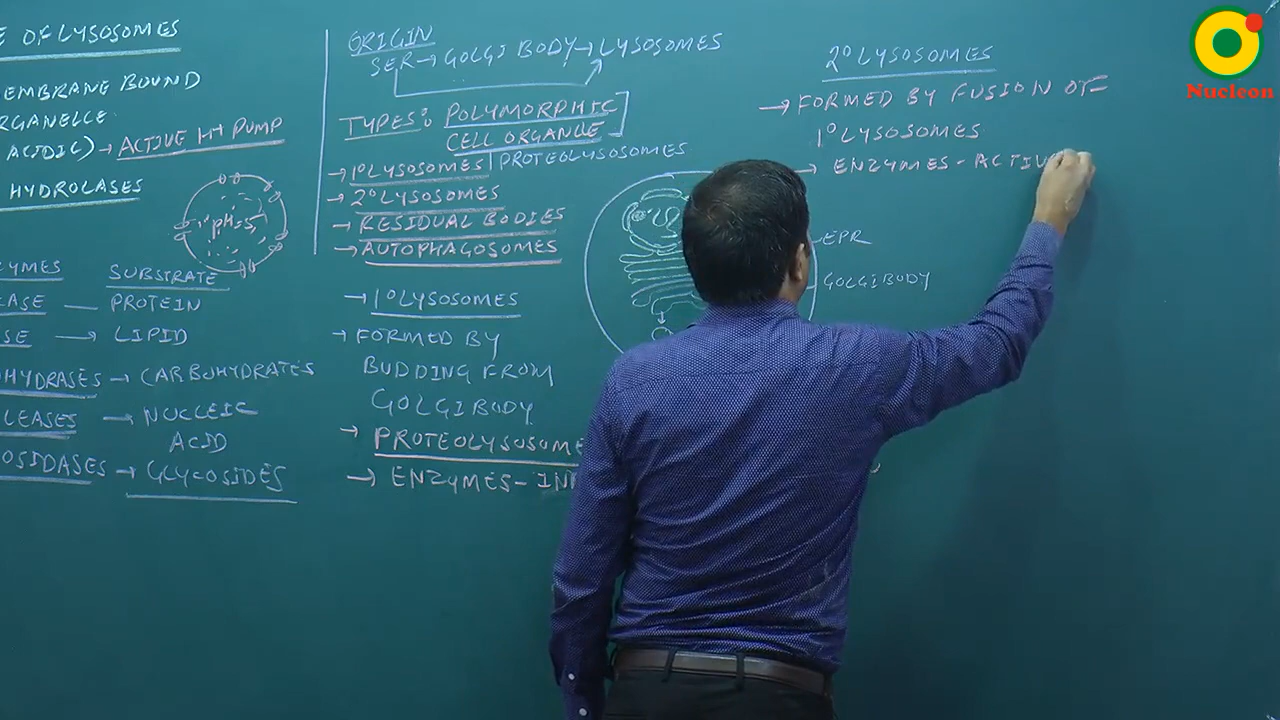 E OF LYSOSOMES
EMBRANE BOUND
RGANELLE
ACIDIC) → ACTIVE H+ PUMP
HYDROLASES
pH=5
ZYMES SUBSTRATE
EASE — PROTEIN
SE → LIPID
OHYDRASES → CARBOHYDRATES
LEASES → NUCLEIC
ACID
OSIDASES → GLYCOSIDES
ORIGIN
SER → GOLGI BODY → LYSOSOMES
TYPES: POLYMORPHIC
CELL ORGANLE
→ 1° LYSOSOMES | PROTEOLYSOSOMES
→ 2° LYSOSOMES
→ RESIDUAL BODIES
→ AUTOPHAGOSOMES
→ 1° LYSOSOMES
→ FORMED BY
BUDDING FROM
GOLGI BODY
→ PROTEOLYSOSOME
→ ENZYMES - IN
EPR
GOLGI BODY
2° LYSOSOMES
→ FORMED BY FUSION OF
1° LYSOSOMES
→ ENZYMES - ACTIV
Nucleon